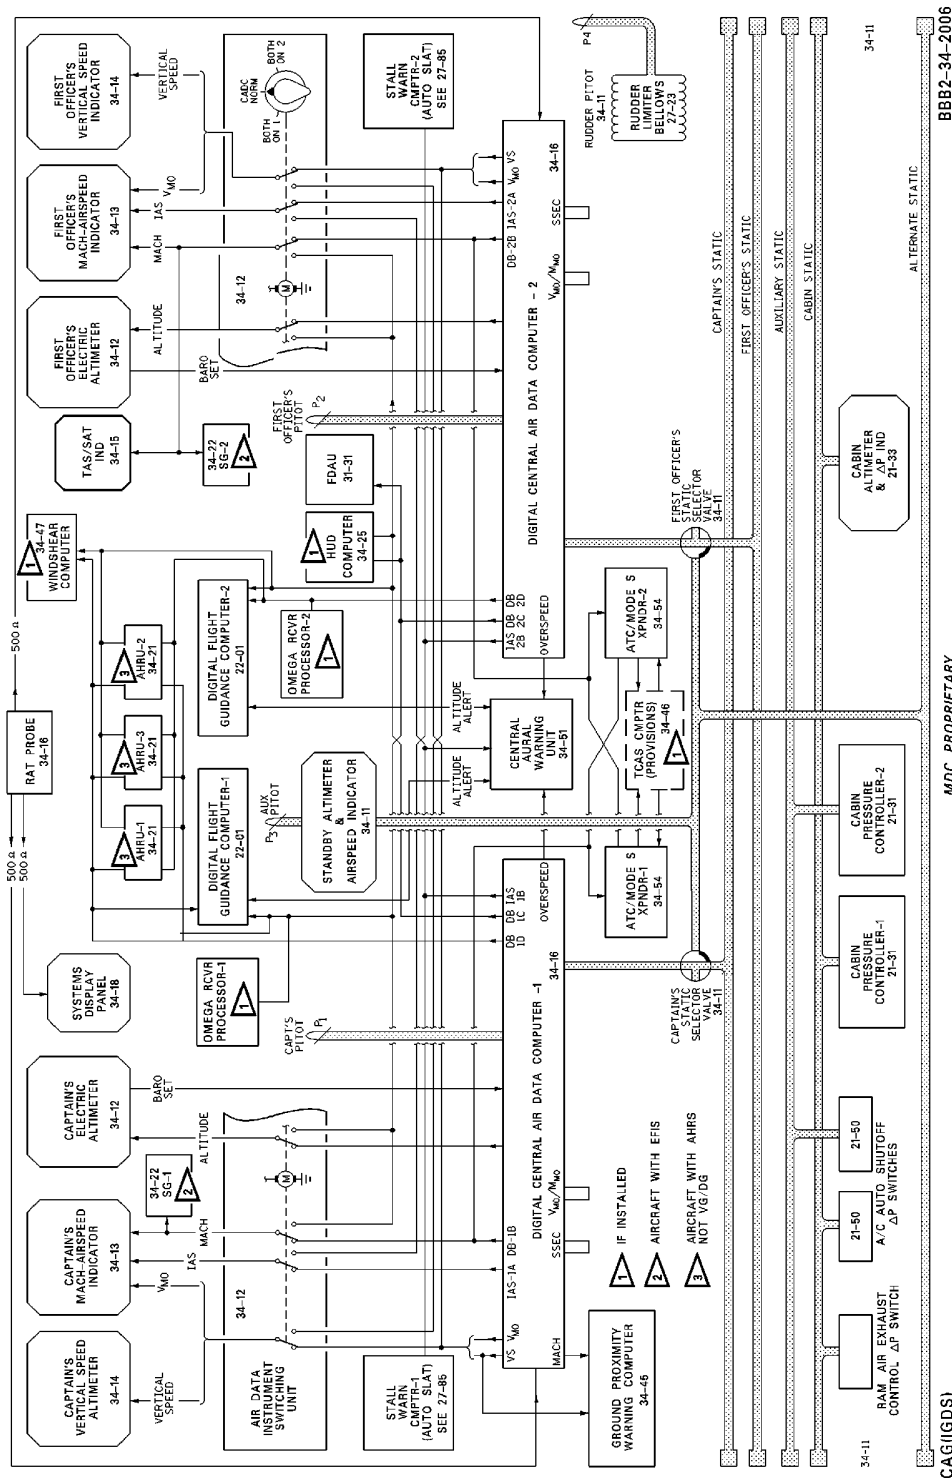 CAPTAIN'S
VERTICAL SPEED
ALTIMETER
34-14
CAPTAIN'S
MACH-AIRSPEED
INDICATOR
34-13
34-22
SG-1
2
CAPTAIN'S
ELECTRIC
ALTIMETER
34-12
SYSTEMS
DISPLAY
PANEL
34-18
500 Ω
500 Ω
RAT PROBE
34-16
500 Ω
1
34-47
WINDSHEAR
COMPUTER
TAS/SAT
IND
34-15
FIRST
OFFICER'S
ELECTRIC
ALTIMETER
34-12
FIRST
OFFICER'S
MACH-AIRSPEED
INDICATOR
34-13
FIRST
OFFICER'S
VERTICAL SPEED
INDICATOR
34-14
VERTICAL
SPEED
VMO
IAS
MACH
ALTITUDE
BARO
SET
3
AHRU-1
34-21
3
AHRU-3
34-21
3
AHRU-2
34-21
34-22
SG-2
2
BARO
SET
ALTITUDE
MACH
IAS
VMO
VERTICAL
SPEED
AIR DATA
INSTRUMENT
SWITCHING
UNIT
34-12
M
OMEGA RCVR
PROCESSOR-1
1
DIGITAL FLIGHT
GUIDANCE COMPUTER-1
22-01
DIGITAL FLIGHT
GUIDANCE COMPUTER-2
22-01
34-12
M
BOTH
ON 1
CADC
NORM
BOTH
ON 2
CAPT'S
PITOT
P1
P3
AUX
PITOT
STANDBY ALTIMETER
&
AIRSPEED INDICATOR
34-11
OMEGA RCVR
PROCESSOR-2
1
1
HUD
COMPUTER
34-25
FDAU
31-31
FIRST
OFFICER'S
PITOT
P2
STALL
WARN
CMPTR-1
(AUTO SLAT)
SEE 27-85
STALL
WARN
CMPTR-2
(AUTO SLAT)
SEE 27-85
ALTITUDE
ALERT
ALTITUDE
ALERT
VS VMO
IAS-1A DB-1B
DB
1D
DB IAS
1C 1B
MACH
SSEC
VMO/MMO
DIGITAL CENTRAL AIR DATA COMPUTER -1
34-16
OVERSPEED
CENTRAL
AURAL
WARNING
UNIT
34-51
IAS DB DB
2B 2C 2D
OVERSPEED
DIGITAL CENTRAL AIR DATA COMPUTER - 2
DB-2B IAS-2A
VMO VS
VMO/MMO
SSEC
34-16
RUDDER PITOT
34-11
P4
RUDDER
LIMITER
BELLOWS
27-23
GROUND PROXIMITY
WARNING COMPUTER
34-45
1 IF INSTALLED
2 AIRCRAFT WITH EFIS
3 AIRCRAFT WITH AHRS
NOT VG/DG
ATC/MODE S
XPNDR-1
34-54
TCAS CMPTR
(PROVISIONS)
34-46
1
ATC/MODE S
XPNDR-2
34-54
CAPTAIN'S
STATIC
SELECTOR
VALVE
34-11
FIRST OFFICER'S
STATIC
SELECTOR
VALVE
34-11
CAPTAIN'S STATIC
FIRST OFFICER'S STATIC
AUXILIARY STATIC
CABIN STATIC
ALTERNATE STATIC
34-11
34-11
RAM AIR EXHAUST
CONTROL ΔP SWITCH
21-50
21-50
A/C AUTO SHUTOFF
ΔP SWITCHES
CABIN
PRESSURE
CONTROLLER-1
21-31
CABIN
PRESSURE
CONTROLLER-2
21-31
CABIN
ALTIMETER
& ΔP IND
21-33
CAG(IGDS)
MDC PROPRIETARY
BBB2-34-2006